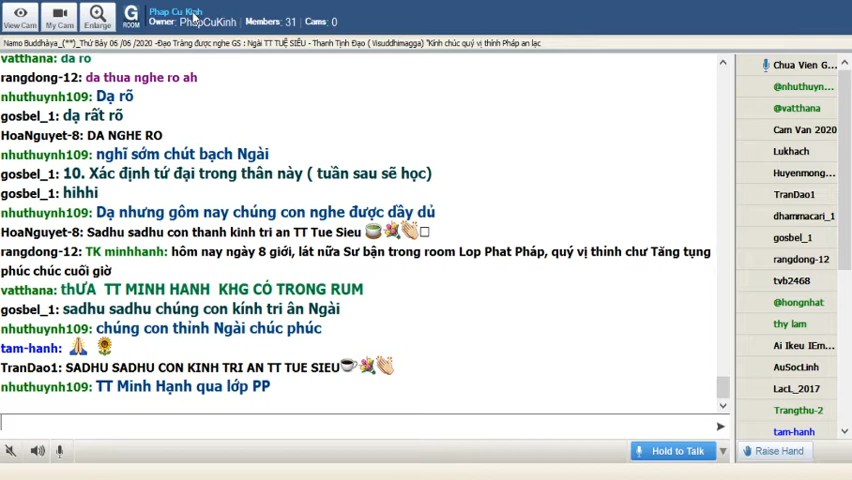 Phap Cu Kinh
Owner: PhapCuKinh Members: 31 Cams: 0
View Cam
My Cam
Enlarge
G
ROOM
Namo Buddhàya_(**)_Thứ Bảy 06 /06 /2020 -Đạo Tràng được nghe GS : Ngài TT TUỆ SIÊU - Thanh Tịnh Đạo ( Visuddhimagga) "Kính chúc quý vị thính Pháp an lạc
vatthana: dạ rõ
rangdong-12: da thua nghe ro ah
nhuthuynh109: Dạ rõ
gosbel_1: dạ rất rõ
HoaNguyet-8: DA NGHE RO
nhuthuynh109: nghĩ sớm chút bạch Ngài
gosbel_1: 10. Xác định tứ đại trong thân này ( tuần sau sẽ học)
gosbel_1: hihhi
nhuthuynh109: Dạ nhưng gôm nay chúng con nghe được dầy dủ
HoaNguyet-8: Sadhu sadhu con thanh kinh tri an TT Tue Sieu
rangdong-12: TK minhhanh: hôm nay ngày 8 giới, lát nữa Sư bận trong room Lop Phat Pháp, quý vị thỉnh chư Tăng tụng
phúc chúc cuối giờ
vatthana: thƯA TT MINH HANH KHG CÓ TRONG RUM
gosbel_1: sadhu sadhu chúng con kính tri ân Ngài
nhuthuynh109: chúng con thỉnh Ngài chúc phúc
tam-hanh:
TranDao1: SADHU SADHU CON KINH TRI AN TT TUE SIEU
nhuthuynh109: TT Minh Hạnh qua lớp PP
Hold to Talk
Chua Vien G...
@nhuthuyn...
@vatthana
Cam Van 2020
Lukhach
Huyenmong...
TranDao1
dhammacari_1
gosbel_1
rangdong-12
tvb2468
@hongnhat
thy lam
Ai Ikeu IEm...
AuSocLinh
LacL_2017
Trangthu-2
tam-hanh
Raise Hand